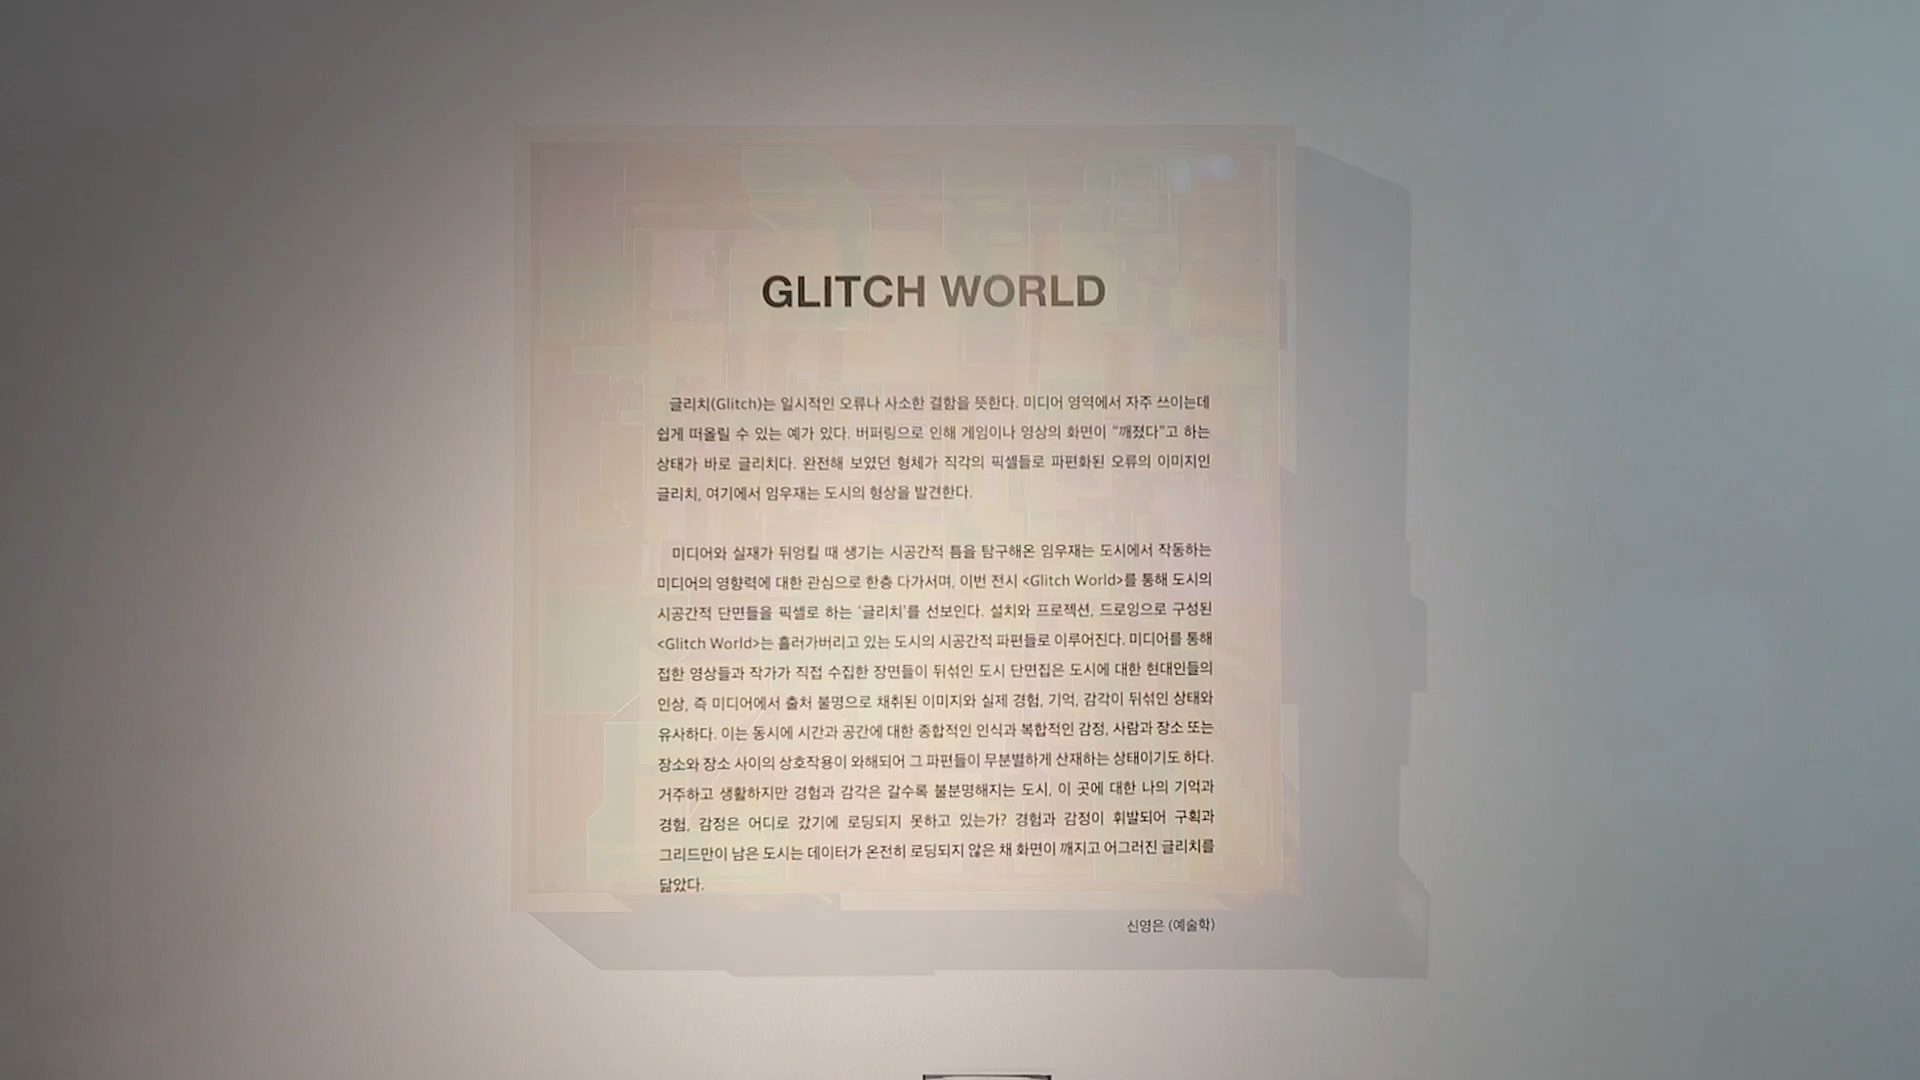 GLITCH WORLD
글리치(Glitch)는 일시적인 오류나 사소한 결함을 뜻한다. 미디어 영역에서 자주 쓰이는데
쉽게 떠올릴 수 있는 예가 있다. 버퍼링으로 인해 게임이나 영상의 화면이 “깨졌다”고 하는
상태가 바로 글리치다. 완전해 보였던 형체가 직각의 픽셀들로 파편화된 오류의 이미지인
글리치, 여기에서 임우재는 도시의 형상을 발견한다.
미디어와 실재가 뒤엉킬 때 생기는 시공간적 틈을 탐구해온 임우재는 도시에서 작동하는
미디어의 영향력에 대한 관심으로 한층 다가서며, 이번 전시 <Glitch World>를 통해 도시의
시공간적 단면들을 픽셀로 하는 ‘글리치’를 선보인다. 설치와 프로젝션, 드로잉으로 구성된
<Glitch World>는 흘러가버리고 있는 도시의 시공간적 파편들로 이루어진다. 미디어를 통해
접한 영상들과 작가가 직접 수집한 장면들이 뒤섞인 도시 단면집은 도시에 대한 현대인들의
인상, 즉 미디어에서 출처 불명으로 채취된 이미지와 실제 경험, 기억, 감각이 뒤섞인 상태와
유사하다. 이는 동시에 시간과 공간에 대한 종합적인 인식과 복합적인 감정, 사람과 장소 또는
장소와 장소 사이의 상호작용이 와해되어 그 파편들이 무분별하게 산재하는 상태이기도 하다.
거주하고 생활하지만 경험과 감각은 갈수록 불분명해지는 도시, 이 곳에 대한 나의 기억과
경험, 감정은 어디로 갔기에 로딩되지 못하고 있는가? 경험과 감정이 휘발되어 구획과
그리드만이 남은 도시는 데이터가 온전히 로딩되지 않은 채 화면이 깨지고 어그러진 글리치를
닮았다.
신영은 (예술학)